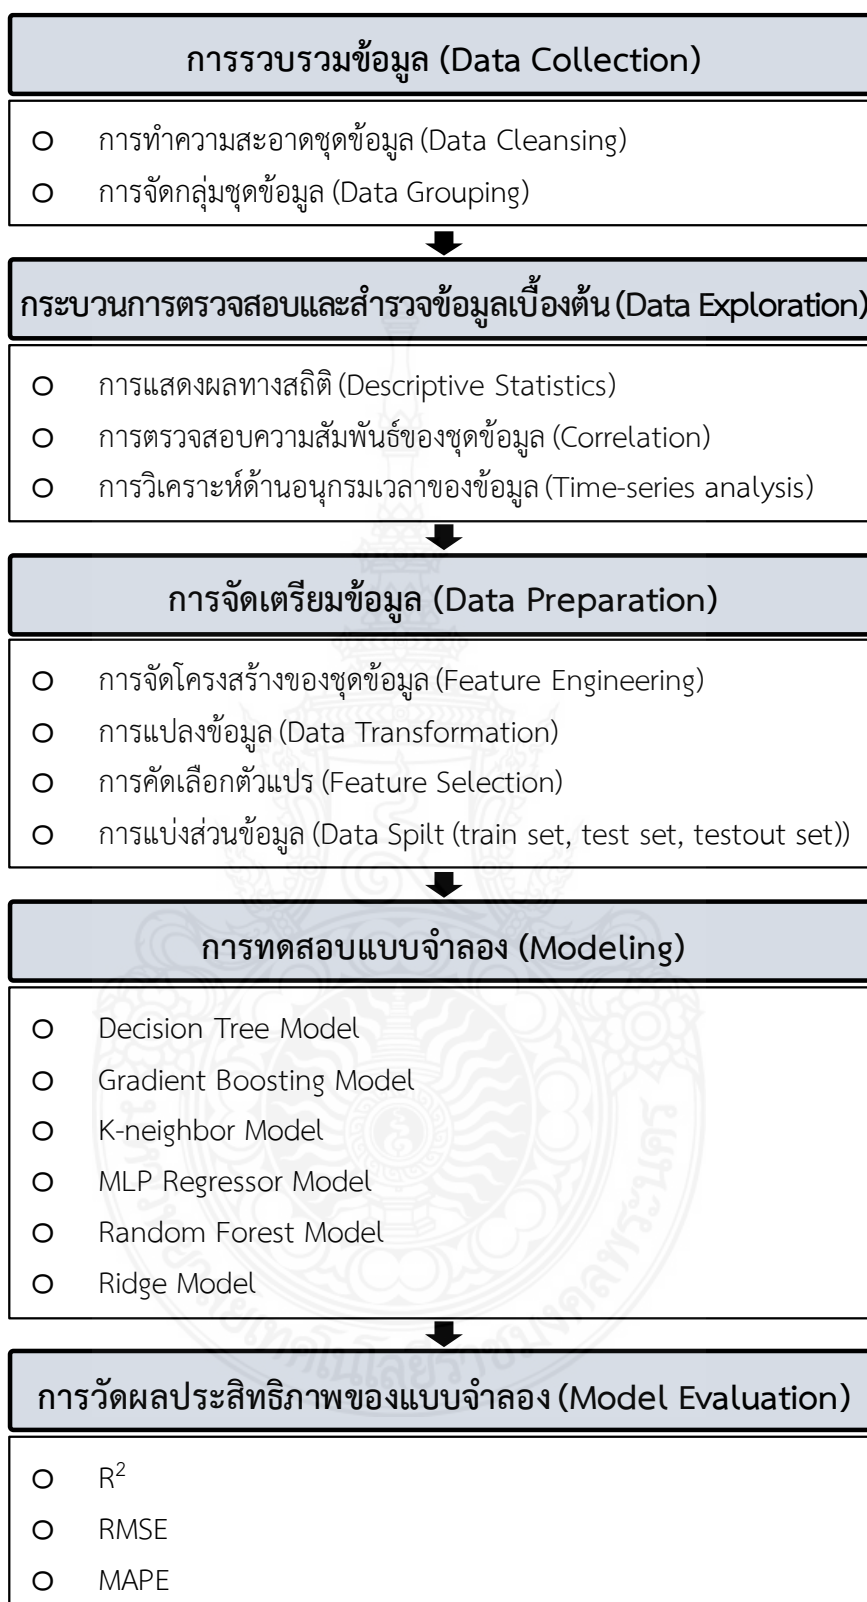 การรวบรวมข้อมูล (Data Collection)
o การทำความสะอาดชุดข้อมูล (Data Cleansing)
o การจัดกลุ่มชุดข้อมูล (Data Grouping)
กระบวนการตรวจสอบและสำรวจข้อมูลเบื้องต้น (Data Exploration)
o การแสดงผลทางสถิติ (Descriptive Statistics)
o การตรวจสอบความสัมพันธ์ของชุดข้อมูล (Correlation)
o การวิเคราะห์ด้านอนุกรมเวลาของข้อมูล (Time-series analysis)
การจัดเตรียมข้อมูล (Data Preparation)
o การจัดโครงสร้างของชุดข้อมูล (Feature Engineering)
o การแปลงข้อมูล (Data Transformation)
o การคัดเลือกตัวแปร (Feature Selection)
o การแบ่งส่วนข้อมูล (Data Spilt (train set, test set, testout set))
การทดสอบแบบจำลอง (Modeling)
o Decision Tree Model
o Gradient Boosting Model
o K-neighbor Model
o MLP Regressor Model
o Random Forest Model
o Ridge Model
การวัดผลประสิทธิภาพของแบบจำลอง (Model Evaluation)
o R²
o RMSE
o MAPE